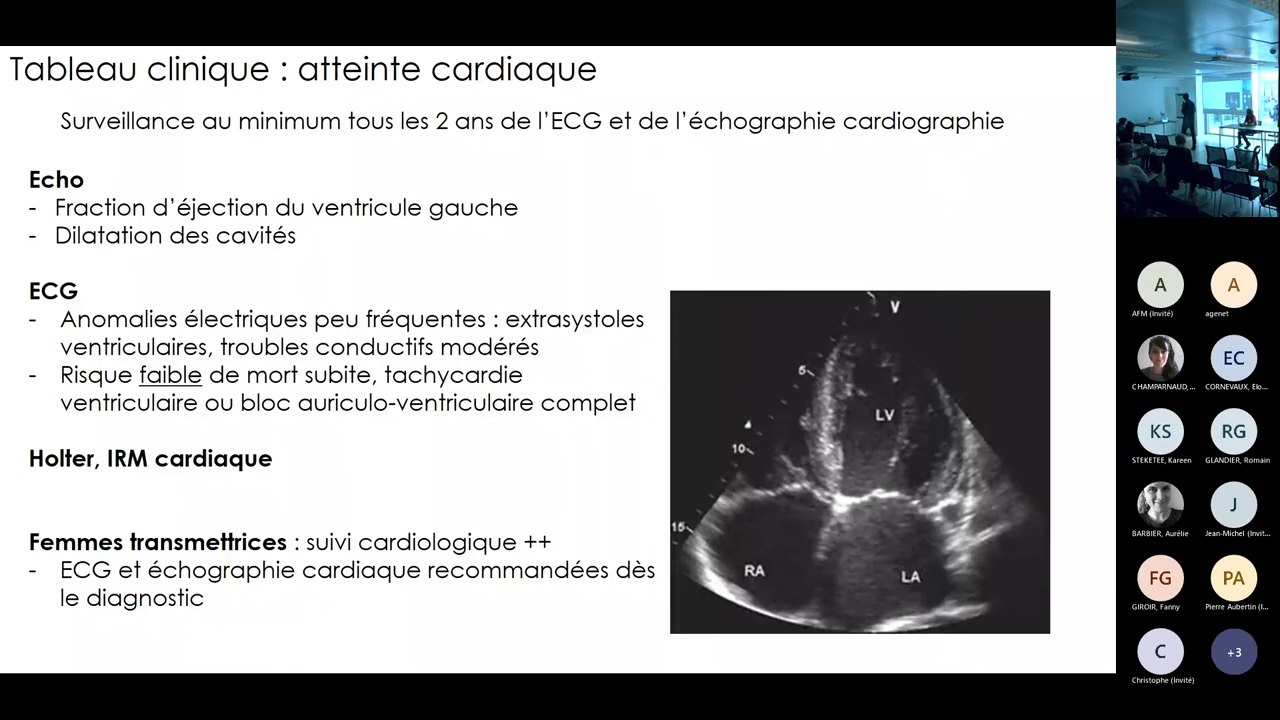 Tableau clinique : atteinte cardiaque
Surveillance au minimum tous les 2 ans de l’ECG et de l’échographie cardiographie
Echo
- Fraction d’éjection du ventricule gauche
- Dilatation des cavités
ECG
- Anomalies électriques peu fréquentes : extrasystoles
ventriculaires, troubles conductifs modérés
- Risque faible de mort subite, tachycardie
ventriculaire ou bloc auriculo-ventriculaire complet
Holter, IRM cardiaque
Femmes transmettrices : suivi cardiologique ++
- ECG et échographie cardiaque recommandées dès
le diagnostic
V
5
LV
10
15
RA
LA
A
AFM (Invité)
A
agenet
CHAMPARNAUD, ...
EC
CORNEVAUX, Elo...
KS
STEKETEE, Kareen
RG
GLANDIER, Romain
BARBIER, Aurélie
J
Jean-Michel (Invit...
FG
GIROIR, Fanny
PA
Pierre Aubertin (I...
C
Christophe (Invité)
+3